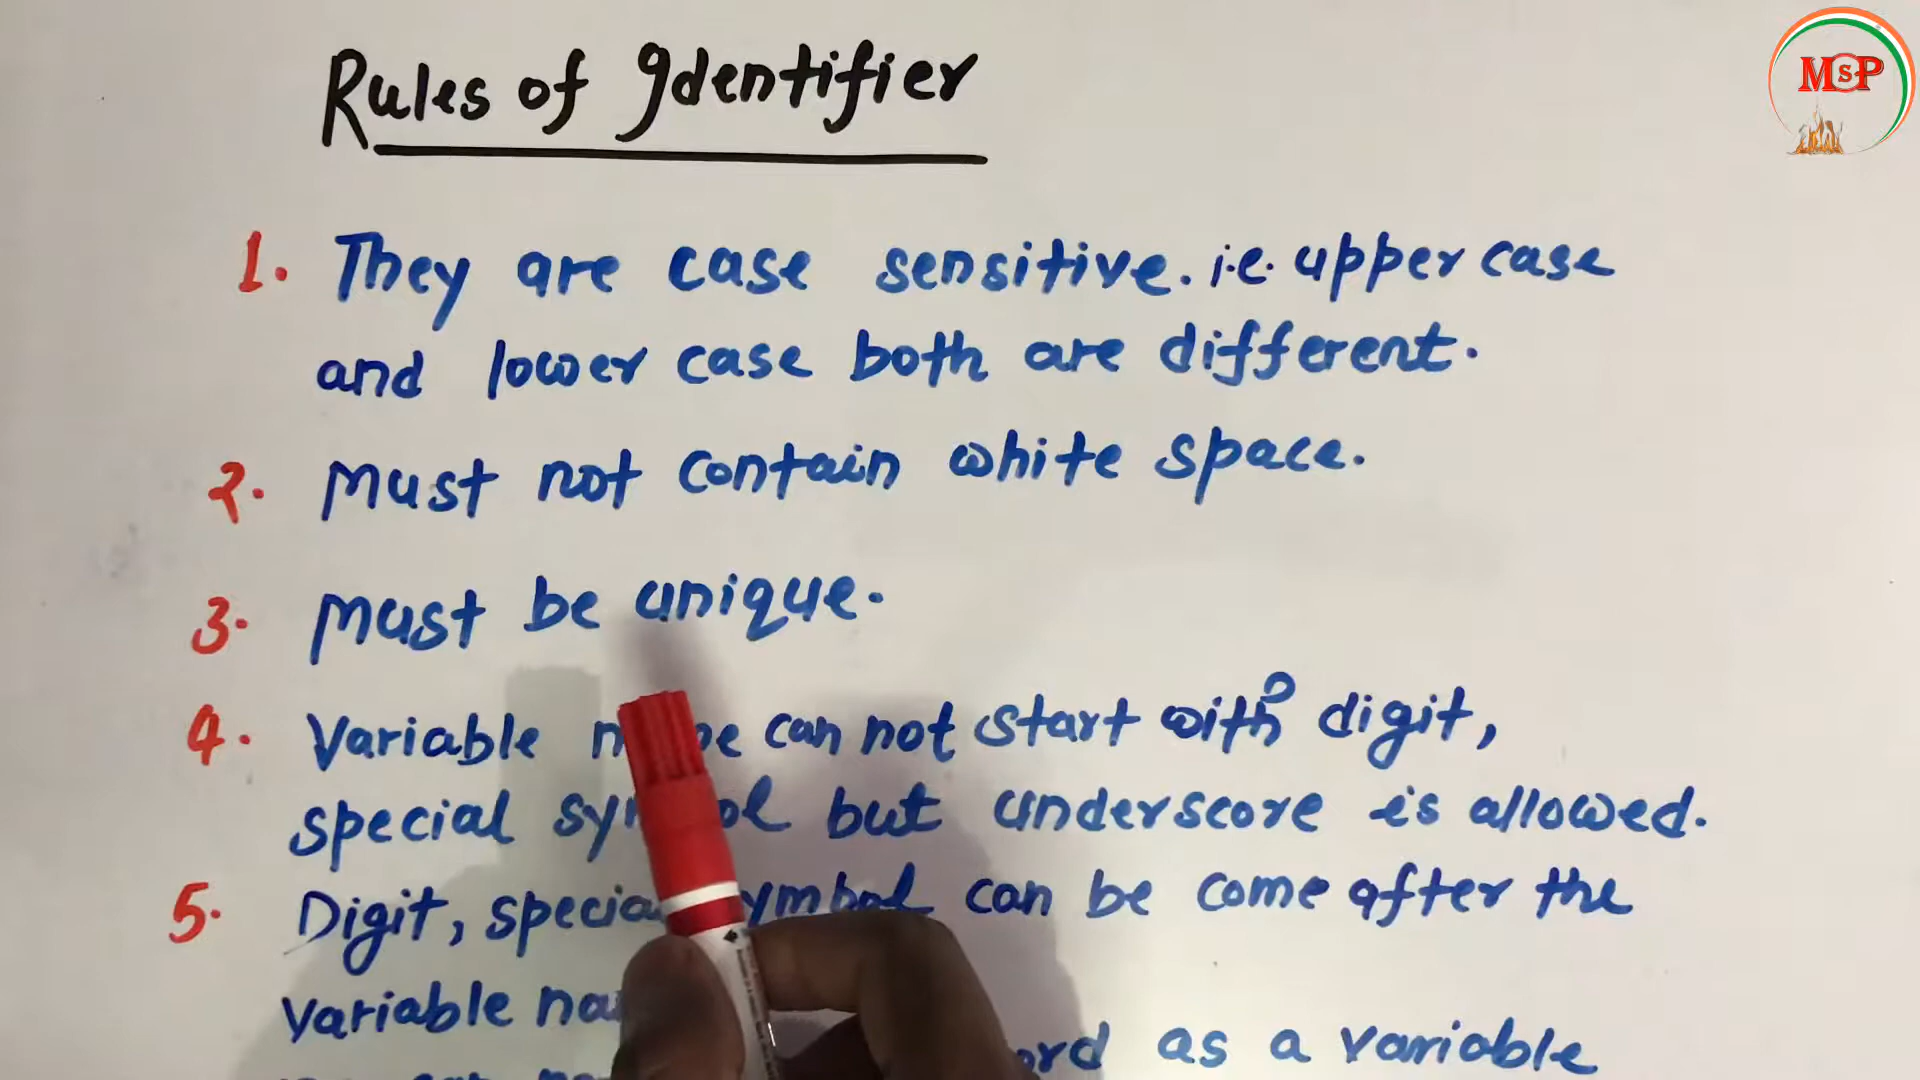 Rules of Identifier
MSP
1. They are case sensitive. i.e. upper case
and lower case both are different.
2. Must not contain white space.
3. Must be unique.
4. Variable can not start with digit,
special but underscore is allowed.
5. Digit, special symbol can be come after the
variable
as a variable